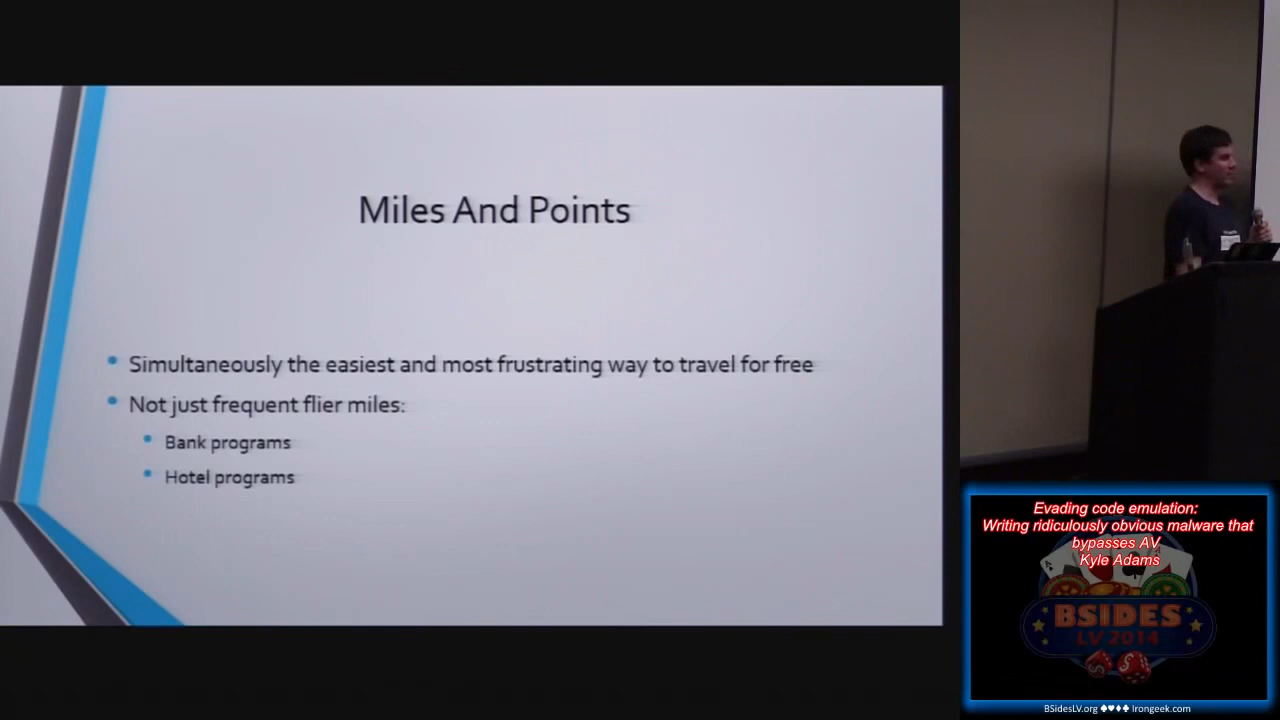 Miles And Points
Simultaneously the easiest and most frustrating way to travel for free
Not just frequent flier miles:
Bank programs
Hotel programs
Evading code emulation:
Writing ridiculously obvious malware that
bypasses AV
Kyle Adams
BSIDES
LV 2014
BSidesLV.org ♠♥♦♣ Irongeek.com